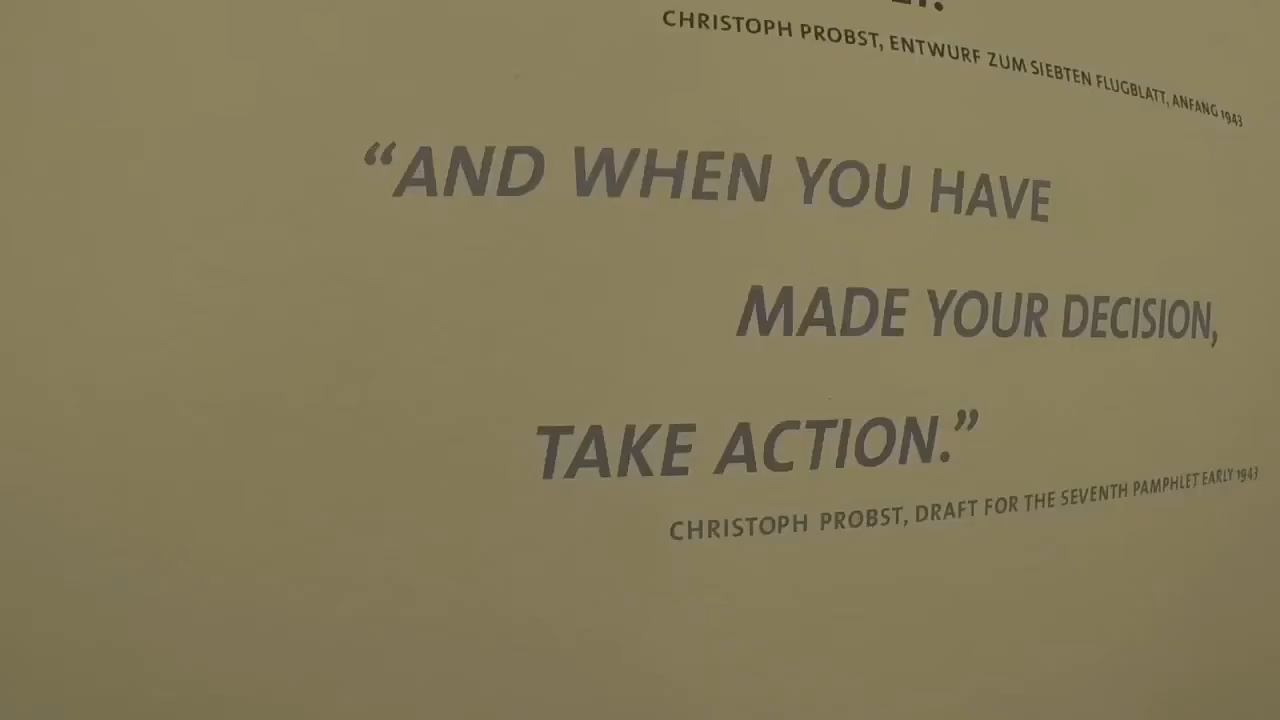 CHRISTOPH PROBST, ENTWURF ZUM SIEBTEN FLUGBLATT, ANFANG 1943
“AND WHEN YOU HAVE
MADE YOUR DECISION,
TAKE ACTION.”
CHRISTOPH PROBST, DRAFT FOR THE SEVENTH PAMPHLET EARLY 1943